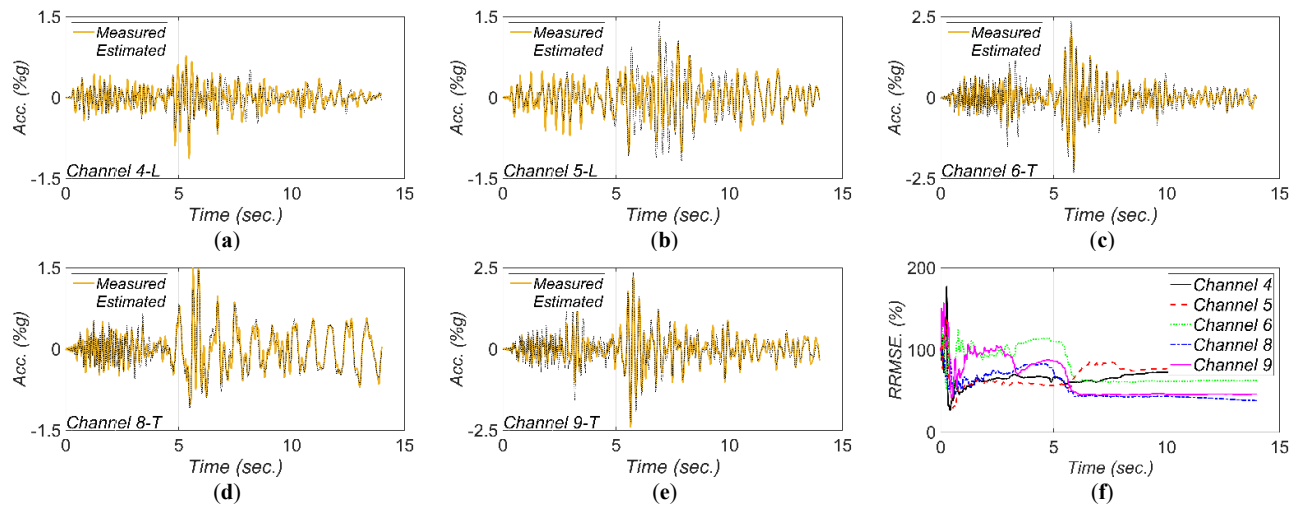 1.5
Measured
Estimated
Acc. (%g)
0
Channel 4-L
-1.5
0 5 10 15
Time (sec.)
(a)
1.5
Measured
Estimated
Acc. (%g)
0
Channel 5-L
-1.5
0 5 10 15
Time (sec.)
(b)
2.5
Measured
Estimated
Acc. (%g)
0
Channel 6-T
-2.5
0 5 10 15
Time (sec.)
(c)
1.5
Measured
Estimated
Acc. (%g)
0
Channel 8-T
-1.5
0 5 10 15
Time (sec.)
(d)
2.5
Measured
Estimated
Acc. (%g)
0
Channel 9-T
-2.5
0 5 10 15
Time (sec.)
(e)
200
Channel 4
Channel 5
Channel 6
Channel 8
Channel 9
RRMSE. (%)
100
0
0 5 10 15
Time (sec.)
(f)